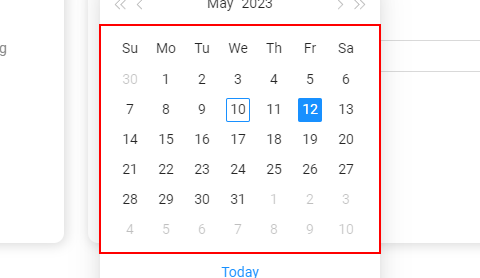 May 2023
g
Su Mo Tu We Th Fr Sa
30 1 2 3 4 5 6
7 8 9 10 11 12 13
14 15 16 17 18 19 20
21 22 23 24 25 26 27
28 29 30 31 1 2 3
4 5 6 7 8 9 10
Today